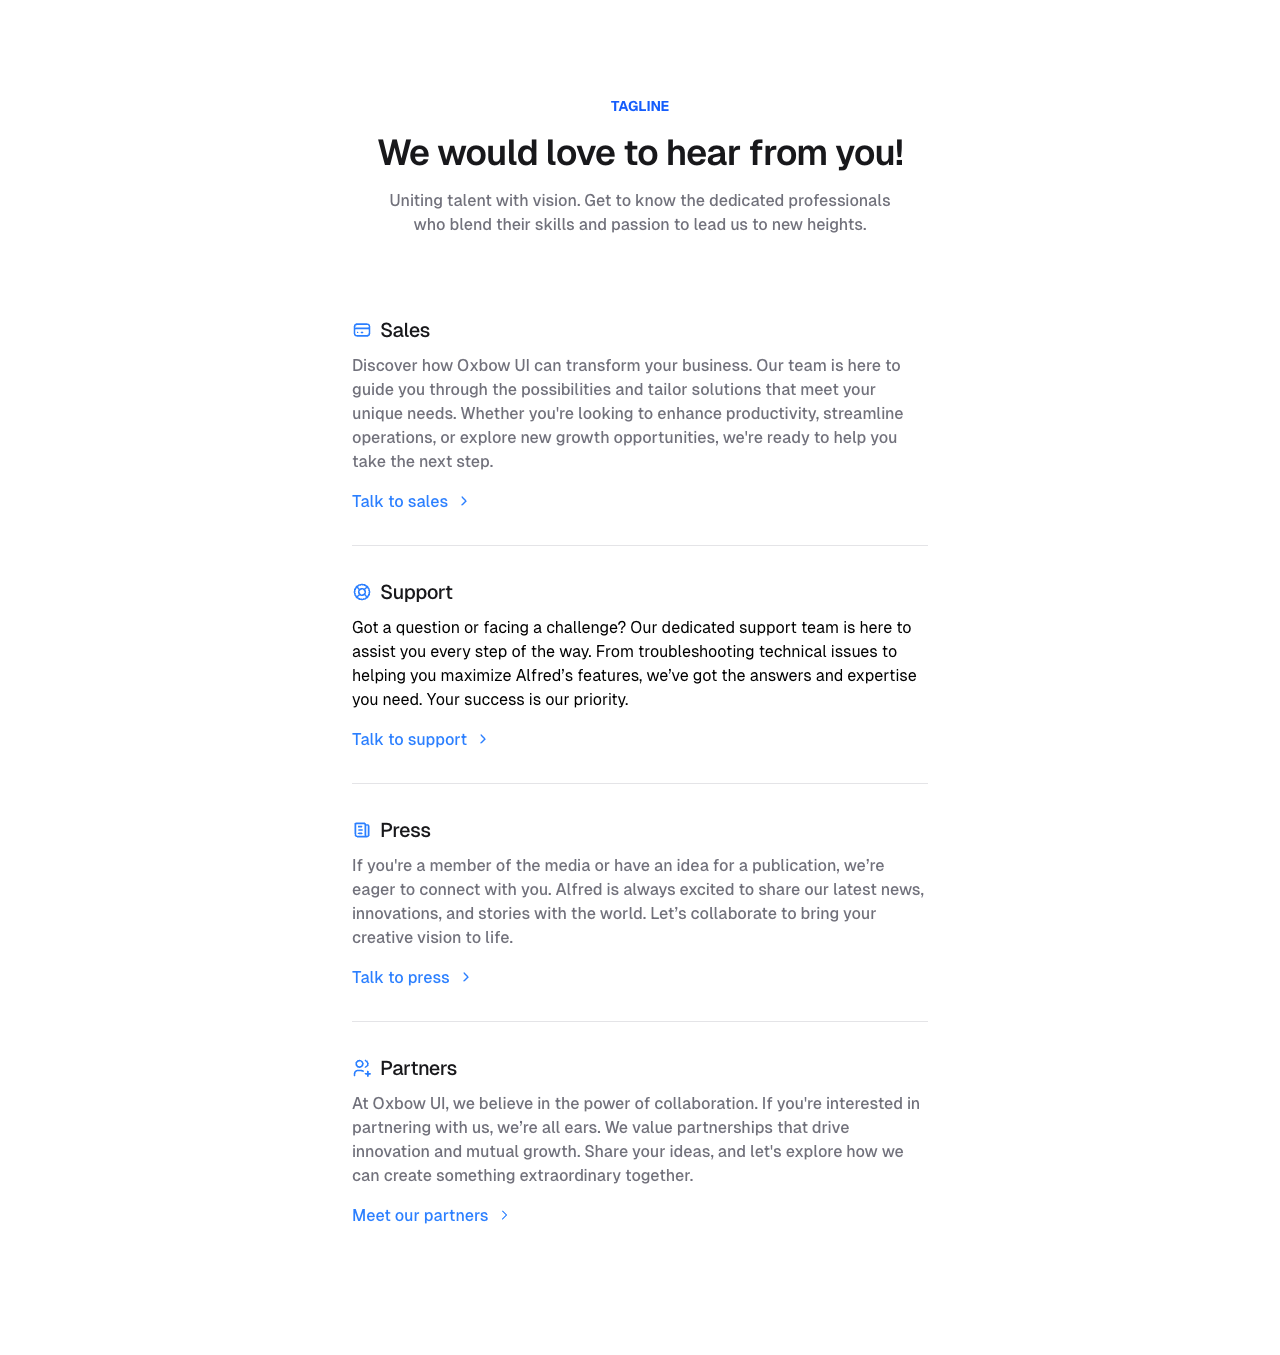 TAGLINE
We would love to hear from you!
Uniting talent with vision. Get to know the dedicated professionals
who blend their skills and passion to lead us to new heights.
Sales
Discover how Oxbow UI can transform your business. Our team is here to
guide you through the possibilities and tailor solutions that meet your
unique needs. Whether you're looking to enhance productivity, streamline
operations, or explore new growth opportunities, we're ready to help you
take the next step.
Talk to sales
Support
Got a question or facing a challenge? Our dedicated support team is here to
assist you every step of the way. From troubleshooting technical issues to
helping you maximize Alfred’s features, we’ve got the answers and expertise
you need. Your success is our priority.
Talk to support
Press
If you're a member of the media or have an idea for a publication, we’re
eager to connect with you. Alfred is always excited to share our latest news,
innovations, and stories with the world. Let’s collaborate to bring your
creative vision to life.
Talk to press
Partners
At Oxbow UI, we believe in the power of collaboration. If you're interested in
partnering with us, we’re all ears. We value partnerships that drive
innovation and mutual growth. Share your ideas, and let's explore how we
can create something extraordinary together.
Meet our partners